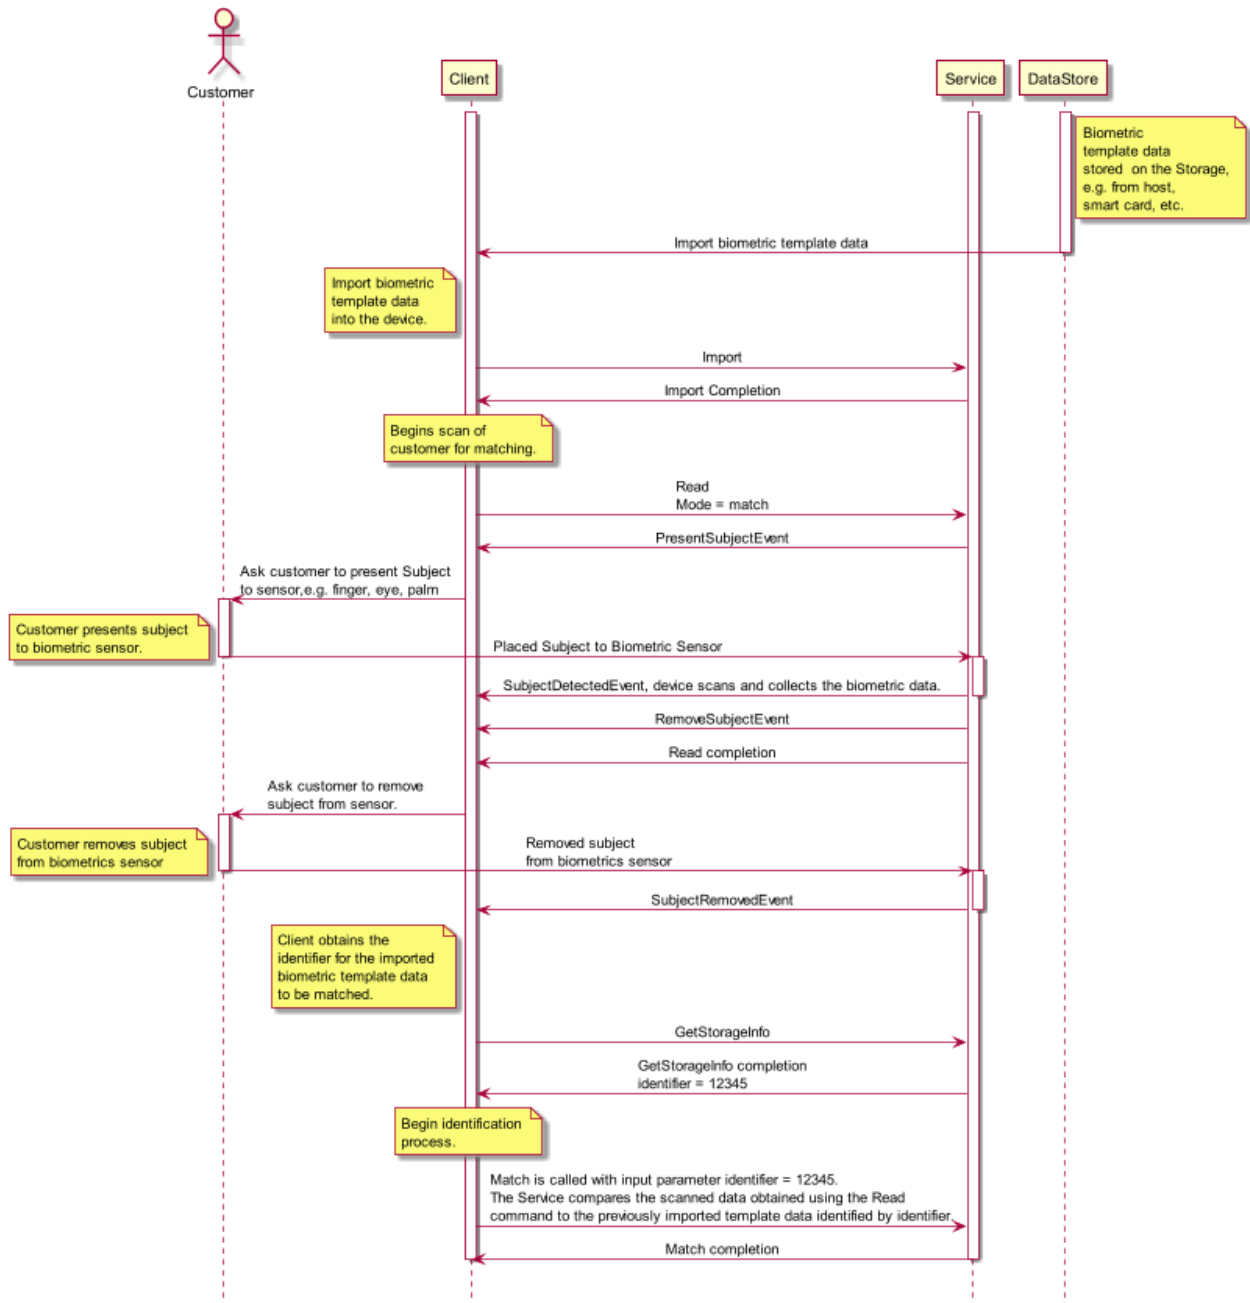 Customer
Client
Service
DataStore
Biometric
template data
stored  on the Storage,
e.g. from host,
smart card, etc.
Import biometric template data
Import biometric
template data
into the device.
Import
Import Completion
Begins scan of
customer for matching.
Read
Mode = match
PresentSubjectEvent
Ask customer to present Subject
to sensor,e.g. finger, eye, palm
Customer presents subject
to biometric sensor.
Placed Subject to Biometric Sensor
SubjectDetectedEvent, device scans and collects the biometric data.
RemoveSubjectEvent
Read completion
Ask customer to remove
subject from sensor.
Customer removes subject
from biometrics sensor
Removed subject
from biometrics sensor
SubjectRemovedEvent
Client obtains the
identifier for the imported
biometric template data
to be matched.
GetStorageInfo
GetStorageInfo completion
identifier = 12345
Begin identification
process.
Match is called with input parameter identifier = 12345.
The Service compares the scanned data obtained using the Read
command to the previously imported template data identified by identifier.
Match completion